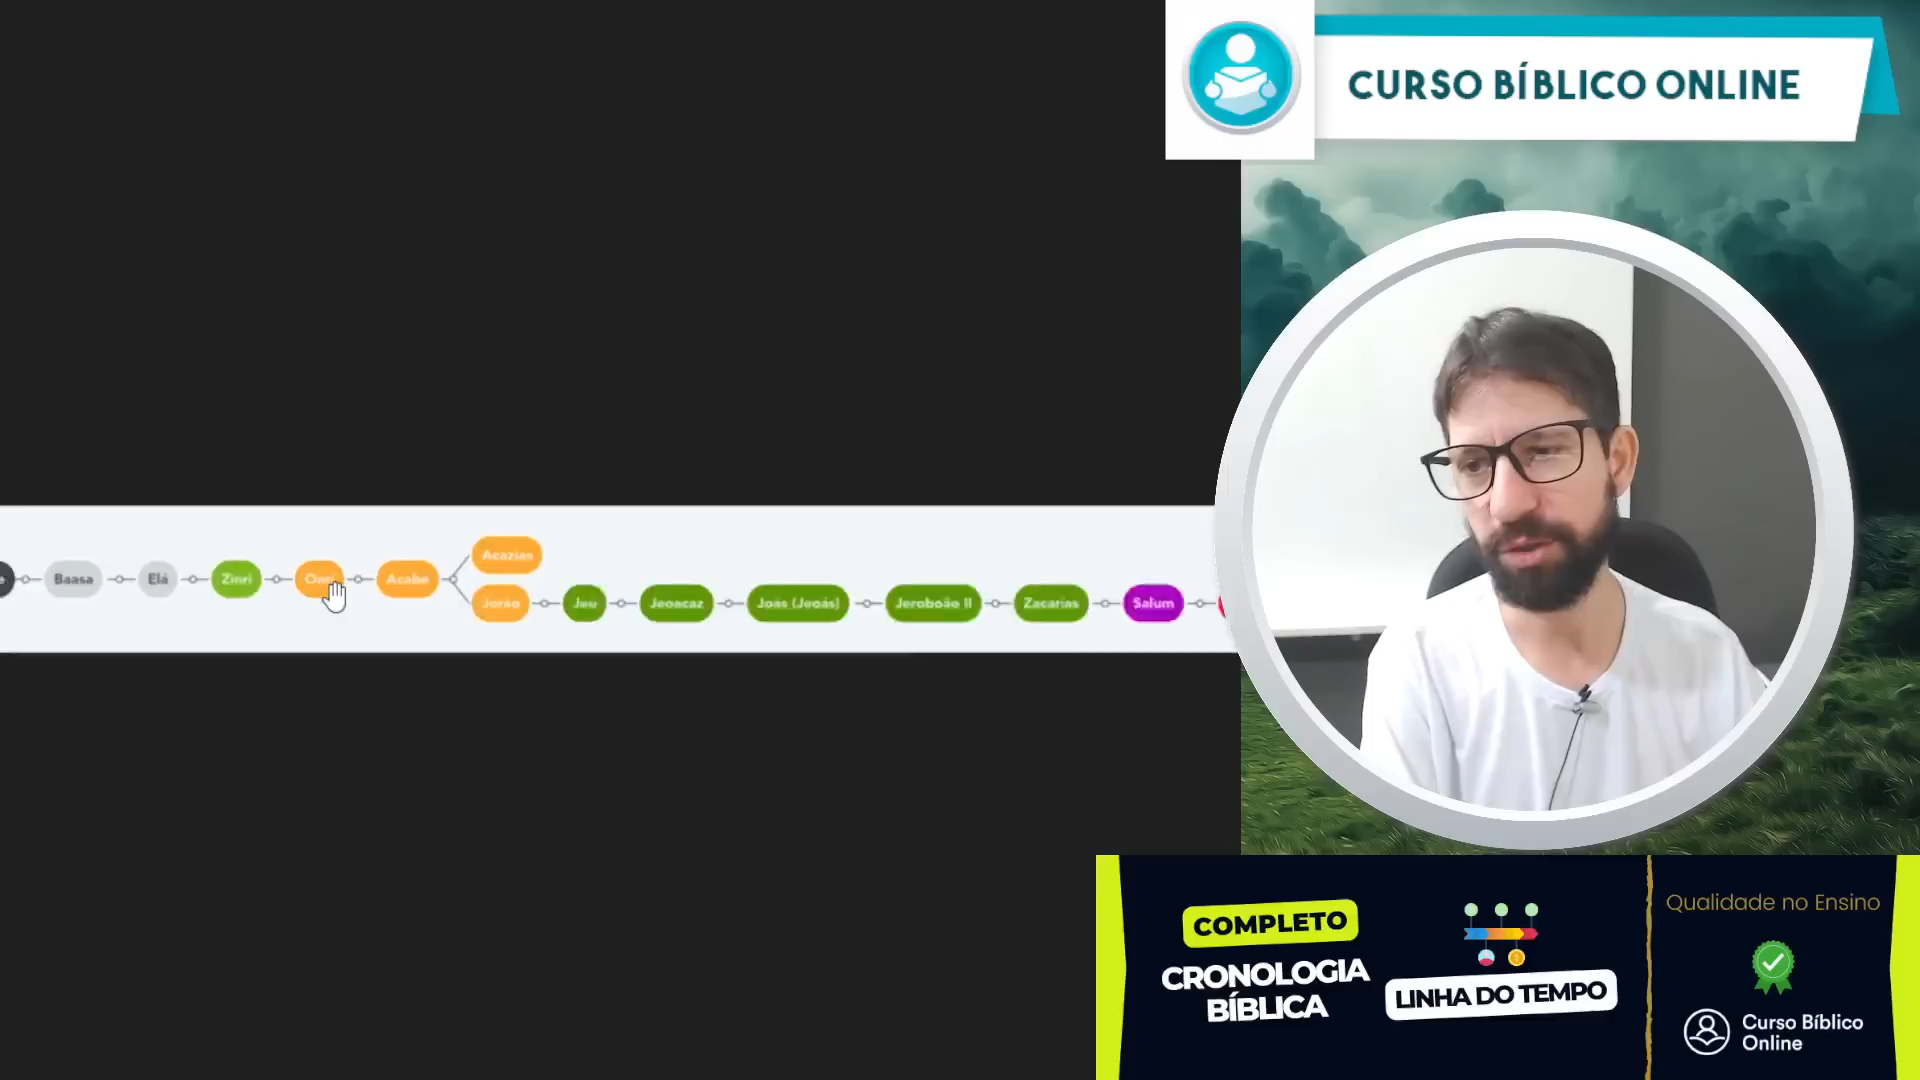 CURSO BÍBLICO ONLINE
e
Baasa
Elá
Zinri
Acabe
Acazias
Jorão
Jeú
Jeoacaz
Joás (Jeoás)
Jeroboão II
Zacarias
Salum
COMPLETO
CRONOLOGIA
BÍBLICA
LINHA DO TEMPO
Qualidade no Ensino
Curso Bíblico
Online